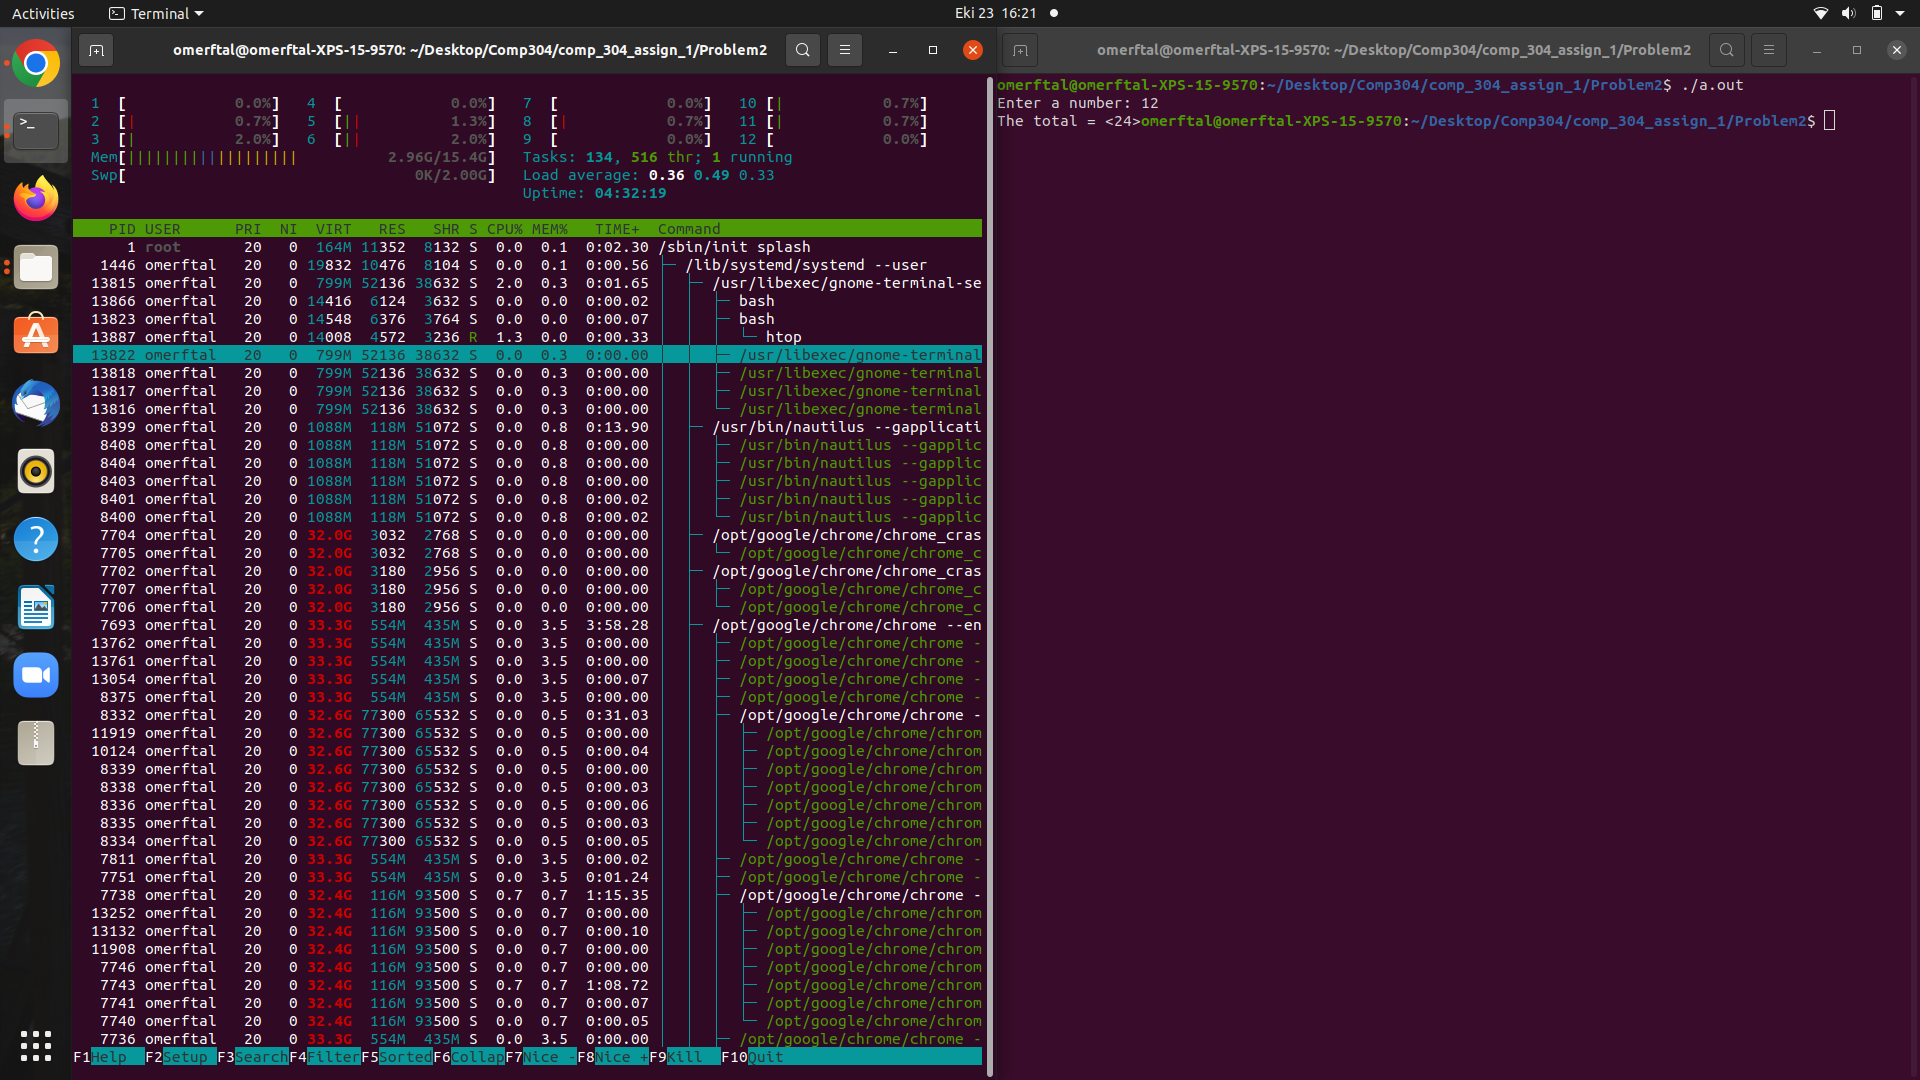 Activities Terminal Eki 23 16:21
omerftal@omerftal-XPS-15-9570: ~/Desktop/Comp304/comp_304_assign_1/Problem2
1 [ 0.0%] 4 [ 0.0%] 7 [ 0.0%] 10 [| 0.7%]
2 [| 0.7%] 5 [|| 1.3%] 8 [| 0.7%] 11 [| 0.7%]
3 [| 2.0%] 6 [|| 2.0%] 9 [ 0.0%] 12 [ 0.0%]
Mem[||||||||||||||||||| 2.96G/15.4G] Tasks: 134, 516 thr; 1 running
Swp[ 0K/2.00G] Load average: 0.36 0.49 0.33
Uptime: 04:32:19
PID USER PRI NI VIRT RES SHR S CPU% MEM% TIME+ Command
1 root 20 0 164M 11352 8132 S 0.0 0.1 0:02.30 /sbin/init splash
1446 omerftal 20 0 19832 10476 8104 S 0.0 0.1 0:00.56 ├─ /lib/systemd/systemd --user
13815 omerftal 20 0 799M 52136 38632 S 2.0 0.3 0:01.65 │ ├─ /usr/libexec/gnome-terminal-se
13866 omerftal 20 0 14416 6124 3632 S 0.0 0.0 0:00.02 │ │ ├─ bash
13823 omerftal 20 0 14548 6376 3764 S 0.0 0.0 0:00.07 │ │ ├─ bash
13887 omerftal 20 0 14008 4572 3236 R 1.3 0.0 0:00.33 │ │ │ └─ htop
13822 omerftal 20 0 799M 52136 38632 S 0.0 0.3 0:00.00 │ │ ├─ /usr/libexec/gnome-terminal
13818 omerftal 20 0 799M 52136 38632 S 0.0 0.3 0:00.00 │ │ ├─ /usr/libexec/gnome-terminal
13817 omerftal 20 0 799M 52136 38632 S 0.0 0.3 0:00.00 │ │ ├─ /usr/libexec/gnome-terminal
13816 omerftal 20 0 799M 52136 38632 S 0.0 0.3 0:00.00 │ │ └─ /usr/libexec/gnome-terminal
8399 omerftal 20 0 1088M 118M 51072 S 0.0 0.8 0:13.90 │ ├─ /usr/bin/nautilus --gapplicati
8408 omerftal 20 0 1088M 118M 51072 S 0.0 0.8 0:00.00 │ │ ├─ /usr/bin/nautilus --gapplic
8404 omerftal 20 0 1088M 118M 51072 S 0.0 0.8 0:00.00 │ │ ├─ /usr/bin/nautilus --gapplic
8403 omerftal 20 0 1088M 118M 51072 S 0.0 0.8 0:00.00 │ │ ├─ /usr/bin/nautilus --gapplic
8401 omerftal 20 0 1088M 118M 51072 S 0.0 0.8 0:00.02 │ │ ├─ /usr/bin/nautilus --gapplic
8400 omerftal 20 0 1088M 118M 51072 S 0.0 0.8 0:00.02 │ │ └─ /usr/bin/nautilus --gapplic
7704 omerftal 20 0 32.0G 3032 2768 S 0.0 0.0 0:00.00 │ ├─ /opt/google/chrome/chrome_cras
7705 omerftal 20 0 32.0G 3032 2768 S 0.0 0.0 0:00.00 │ │ └─ /opt/google/chrome/chrome_c
7702 omerftal 20 0 32.0G 3180 2956 S 0.0 0.0 0:00.00 │ ├─ /opt/google/chrome/chrome_cras
7707 omerftal 20 0 32.0G 3180 2956 S 0.0 0.0 0:00.00 │ │ ├─ /opt/google/chrome/chrome_c
7706 omerftal 20 0 32.0G 3180 2956 S 0.0 0.0 0:00.00 │ │ └─ /opt/google/chrome/chrome_c
7693 omerftal 20 0 33.3G 554M 435M S 0.0 3.5 3:58.28 │ ├─ /opt/google/chrome/chrome --en
13762 omerftal 20 0 33.3G 554M 435M S 0.0 3.5 0:00.00 │ │ ├─ /opt/google/chrome/chrome -
13761 omerftal 20 0 33.3G 554M 435M S 0.0 3.5 0:00.00 │ │ ├─ /opt/google/chrome/chrome -
13054 omerftal 20 0 33.3G 554M 435M S 0.0 3.5 0:00.07 │ │ ├─ /opt/google/chrome/chrome -
8375 omerftal 20 0 33.3G 554M 435M S 0.0 3.5 0:00.00 │ │ ├─ /opt/google/chrome/chrome -
8332 omerftal 20 0 32.6G 77300 65532 S 0.0 0.5 0:31.03 │ │ ├─ /opt/google/chrome/chrome -
11919 omerftal 20 0 32.6G 77300 65532 S 0.0 0.5 0:00.00 │ │ │ ├─ /opt/google/chrome/chrom
10124 omerftal 20 0 32.6G 77300 65532 S 0.0 0.5 0:00.04 │ │ │ ├─ /opt/google/chrome/chrom
8339 omerftal 20 0 32.6G 77300 65532 S 0.0 0.5 0:00.00 │ │ │ ├─ /opt/google/chrome/chrom
8338 omerftal 20 0 32.6G 77300 65532 S 0.0 0.5 0:00.03 │ │ │ ├─ /opt/google/chrome/chrom
8336 omerftal 20 0 32.6G 77300 65532 S 0.0 0.5 0:00.06 │ │ │ ├─ /opt/google/chrome/chrom
8335 omerftal 20 0 32.6G 77300 65532 S 0.0 0.5 0:00.03 │ │ │ ├─ /opt/google/chrome/chrom
8334 omerftal 20 0 32.6G 77300 65532 S 0.0 0.5 0:00.05 │ │ │ └─ /opt/google/chrome/chrom
7811 omerftal 20 0 33.3G 554M 435M S 0.0 3.5 0:00.02 │ │ ├─ /opt/google/chrome/chrome -
7751 omerftal 20 0 33.3G 554M 435M S 0.0 3.5 0:01.24 │ │ ├─ /opt/google/chrome/chrome -
7738 omerftal 20 0 32.4G 116M 93500 S 0.7 0.7 1:15.35 │ │ ├─ /opt/google/chrome/chrome -
13252 omerftal 20 0 32.4G 116M 93500 S 0.0 0.7 0:00.00 │ │ │ ├─ /opt/google/chrome/chrom
13132 omerftal 20 0 32.4G 116M 93500 S 0.0 0.7 0:00.10 │ │ │ ├─ /opt/google/chrome/chrom
11908 omerftal 20 0 32.4G 116M 93500 S 0.0 0.7 0:00.00 │ │ │ ├─ /opt/google/chrome/chrom
7746 omerftal 20 0 32.4G 116M 93500 S 0.0 0.7 0:00.00 │ │ │ ├─ /opt/google/chrome/chrom
7743 omerftal 20 0 32.4G 116M 93500 S 0.7 0.7 1:08.72 │ │ │ ├─ /opt/google/chrome/chrom
7741 omerftal 20 0 32.4G 116M 93500 S 0.0 0.7 0:00.07 │ │ │ ├─ /opt/google/chrome/chrom
7740 omerftal 20 0 32.4G 116M 93500 S 0.0 0.7 0:00.05 │ │ │ └─ /opt/google/chrome/chrom
7736 omerftal 20 0 33.3G 554M 435M S 0.0 3.5 0:00.00 │ │ ├─ /opt/google/chrome/chrome -
F1Help F2Setup F3SearchF4FilterF5SortedF6CollapF7Nice -F8Nice +F9Kill F10Quit
omerftal@omerftal-XPS-15-9570: ~/Desktop/Comp304/comp_304_assign_1/Problem2
omerftal@omerftal-XPS-15-9570:~/Desktop/Comp304/comp_304_assign_1/Problem2$ ./a.out
Enter a number: 12
The total = <24>omerftal@omerftal-XPS-15-9570:~/Desktop/Comp304/comp_304_assign_1/Problem2$